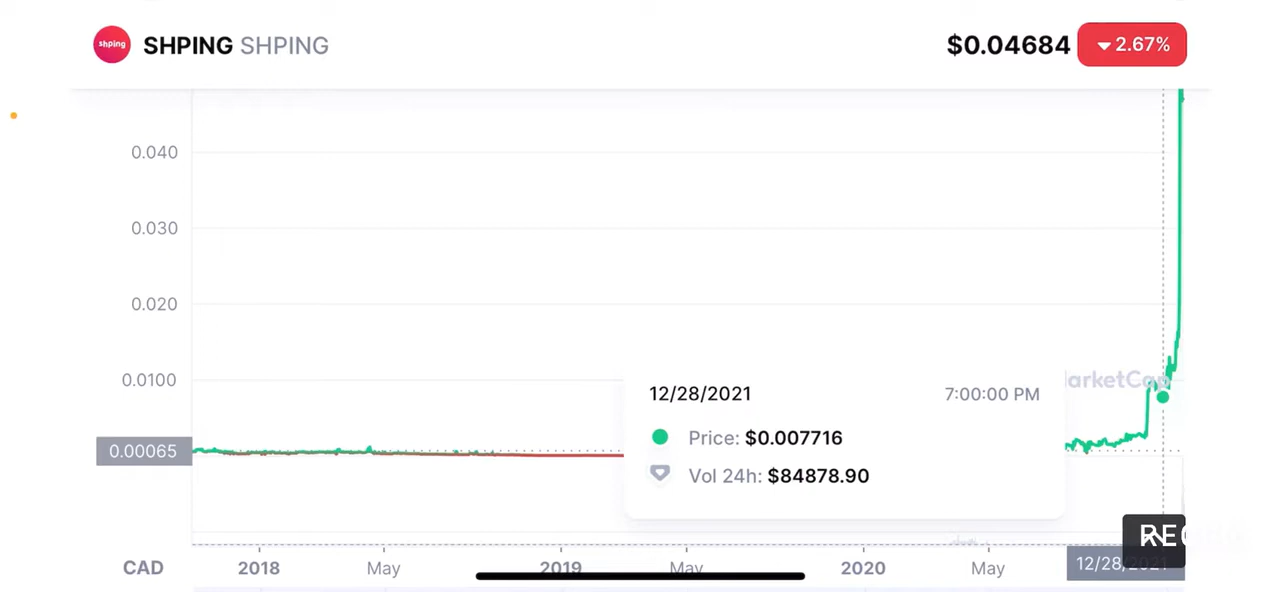 shping SHPING SHPING $0.04684 2.67%
0.040
0.030
0.020
0.0100
12/28/2021 7:00:00 PM
Price: $0.007716
0.00065
Vol 24h: $84878.90
CAD 2018 May 2019 May 2020 May 12/28/2021